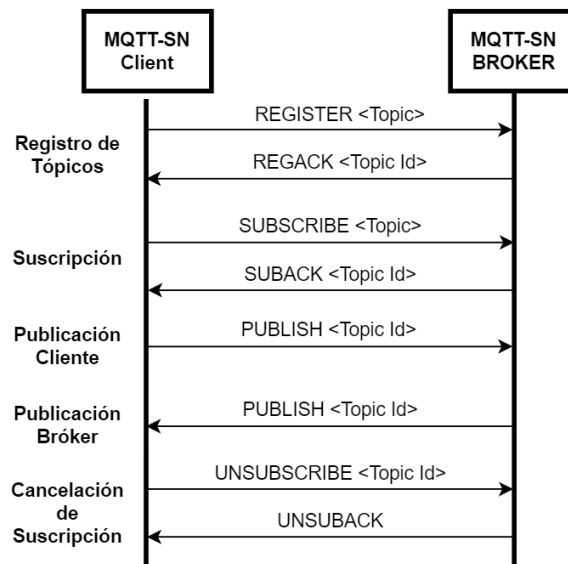 MQTT-SN
Client
MQTT-SN
BROKER
REGISTER <Topic>
Registro de
Tópicos
REGACK <Topic Id>
SUBSCRIBE <Topic>
Suscripción
SUBACK <Topic Id>
Publicación
Cliente
PUBLISH <Topic Id>
Publicación
Bróker
PUBLISH <Topic Id>
UNSUBSCRIBE <Topic Id>
Cancelación
de
Suscripción
UNSUBACK